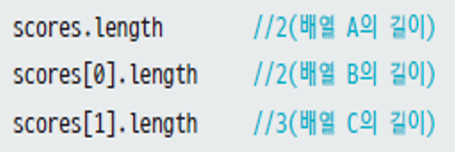 scores.length //2(배열 A의 길이)
scores[0].length //2(배열 B의 길이)
scores[1].length //3(배열 C의 길이)